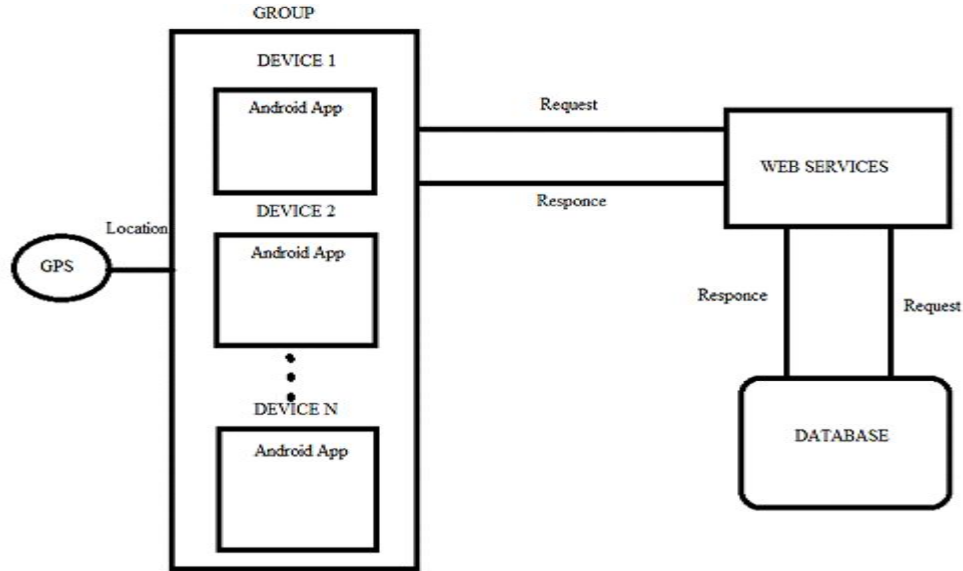 GROUP
DEVICE 1
Android App
Request
WEB SERVICES
Responce
DEVICE 2
Location
Android App
GPS
Responce
Request
DEVICE N
Android App
DATABASE